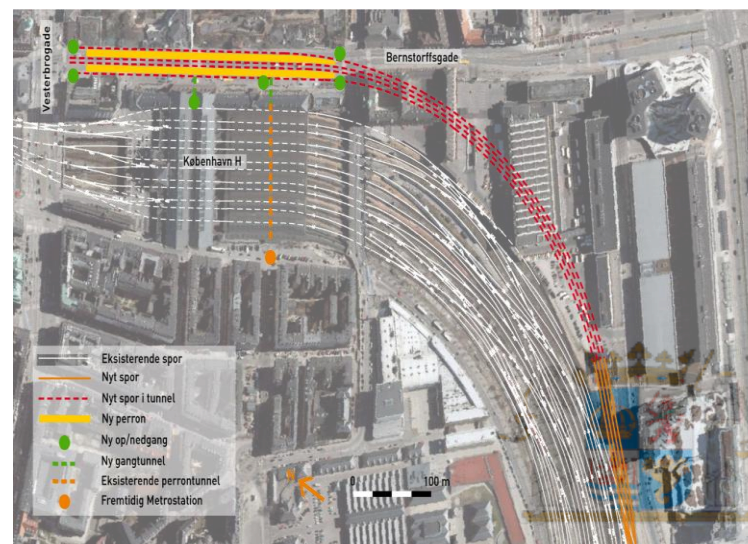 Vesterbrogade
Bernstorffsgade
København H
Eksisterende spor
Nyt spor
Nyt spor i tunnel
Ny perron
Ny op/nedgang
Ny gangtunnel
Eksisterende perrontunnel
Fremtidig Metrostation
0 100 m